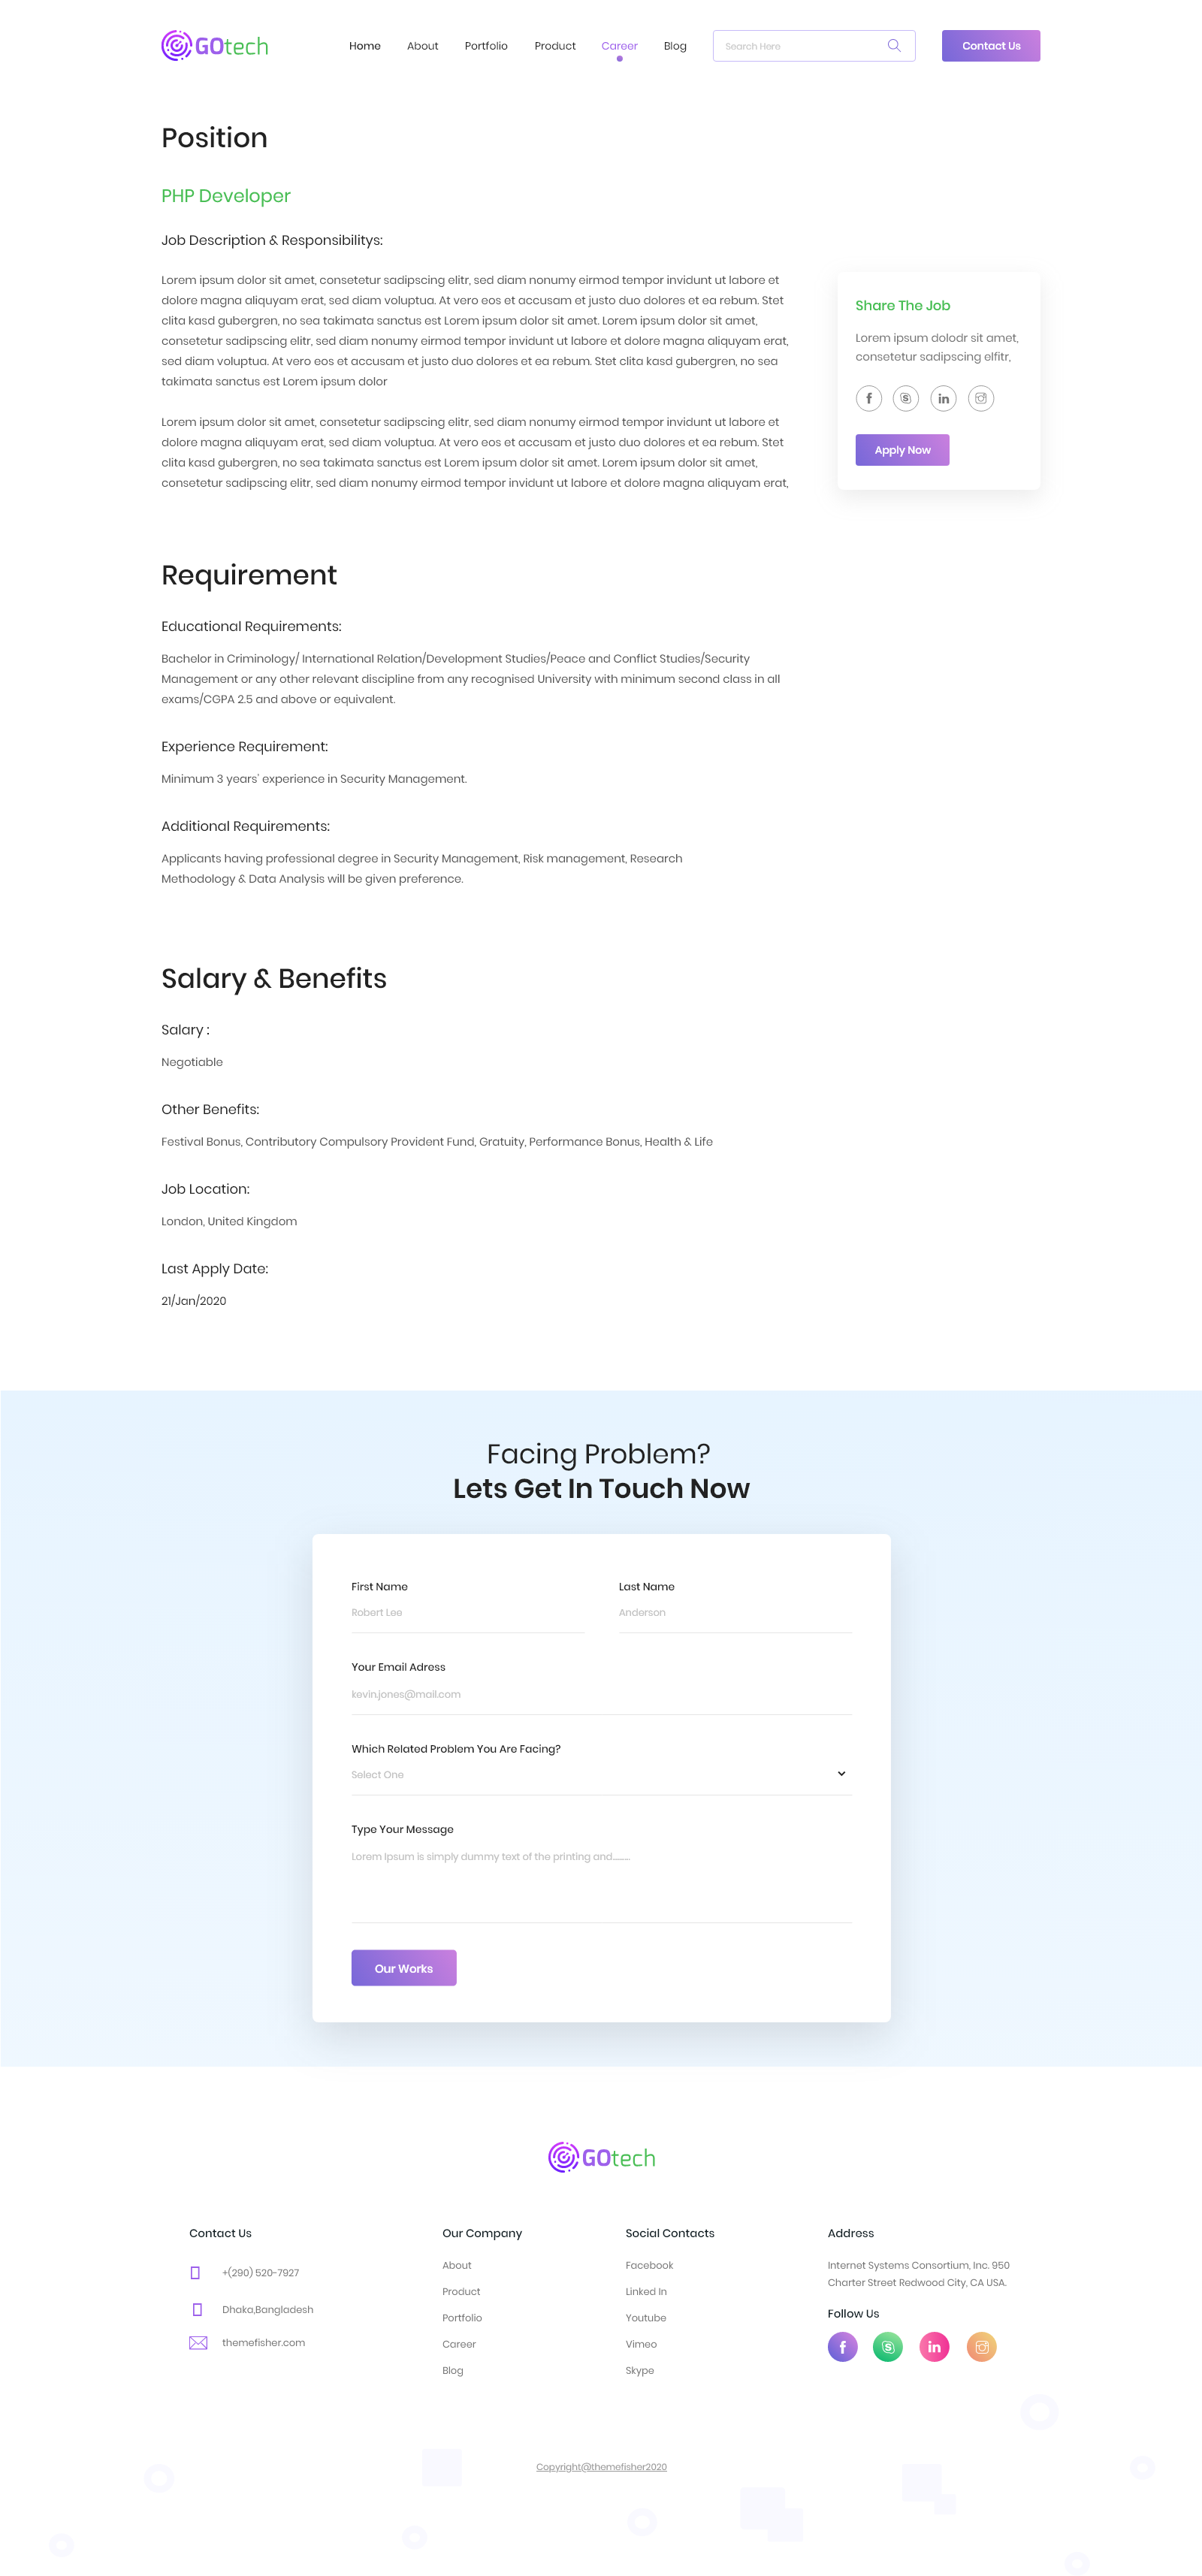 GOtech
Home About Portfolio Product Career Blog Search Here Contact Us
Position
PHP Developer
Job Description & Responsibilitys:
Lorem ipsum dolor sit amet, consetetur sadipscing elitr, sed diam nonumy eirmod tempor invidunt ut labore et
dolore magna aliquyam erat, sed diam voluptua. At vero eos et accusam et justo duo dolores et ea rebum. Stet
clita kasd gubergren, no sea takimata sanctus est Lorem ipsum dolor sit amet. Lorem ipsum dolor sit amet,
consetetur sadipscing elitr, sed diam nonumy eirmod tempor invidunt ut labore et dolore magna aliquyam erat,
sed diam voluptua. At vero eos et accusam et justo duo dolores et ea rebum. Stet clita kasd gubergren, no sea
takimata sanctus est Lorem ipsum dolor
Lorem ipsum dolor sit amet, consetetur sadipscing elitr, sed diam nonumy eirmod tempor invidunt ut labore et
dolore magna aliquyam erat, sed diam voluptua. At vero eos et accusam et justo duo dolores et ea rebum. Stet
clita kasd gubergren, no sea takimata sanctus est Lorem ipsum dolor sit amet. Lorem ipsum dolor sit amet,
consetetur sadipscing elitr, sed diam nonumy eirmod tempor invidunt ut labore et dolore magna aliquyam erat,
Share The Job
Lorem ipsum dolodr sit amet,
consetetur sadipscing elfitr,
Apply Now
Requirement
Educational Requirements:
Bachelor in Criminology/ International Relation/Development Studies/Peace and Conflict Studies/Security
Management or any other relevant discipline from any recognised University with minimum second class in all
exams/CGPA 2.5 and above or equivalent.
Experience Requirement:
Minimum 3 years' experience in Security Management.
Additional Requirements:
Applicants having professional degree in Security Management, Risk management, Research
Methodology & Data Analysis will be given preference.
Salary & Benefits
Salary :
Negotiable
Other Benefits:
Festival Bonus, Contributory Compulsory Provident Fund, Gratuity, Performance Bonus, Health & Life
Job Location:
London, United Kingdom
Last Apply Date:
21/Jan/2020
Facing Problem?
Lets Get In Touch Now
First Name
Robert Lee
Last Name
Anderson
Your Email Adress
kevin.jones@mail.com
Which Related Problem You Are Facing?
Select One
Type Your Message
Lorem Ipsum is simply dummy text of the printing and.........
Our Works
GOtech
Contact Us
+(290) 520-7927
Dhaka,Bangladesh
themefisher.com
Our Company
About
Product
Portfolio
Career
Blog
Social Contacts
Facebook
Linked In
Youtube
Vimeo
Skype
Address
Internet Systems Consortium, Inc. 950
Charter Street Redwood City, CA USA.
Follow Us
Copyright@themefisher2020